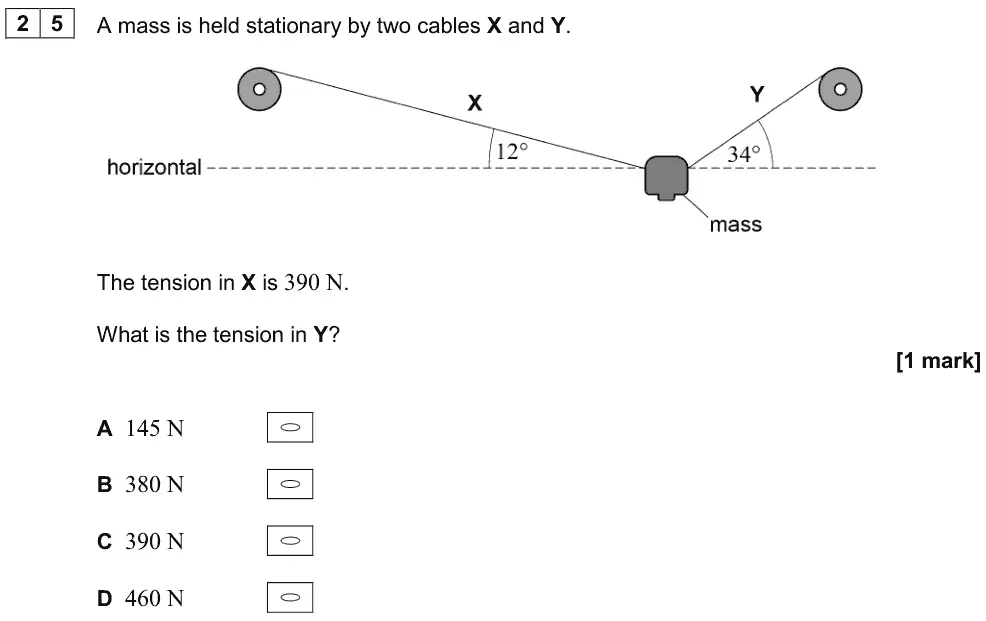 2 5 A mass is held stationary by two cables X and Y.
X
Y
12°
34°
horizontal
mass
The tension in X is 390 N.
What is the tension in Y?
[1 mark]
A 145 N
B 380 N
C 390 N
D 460 N